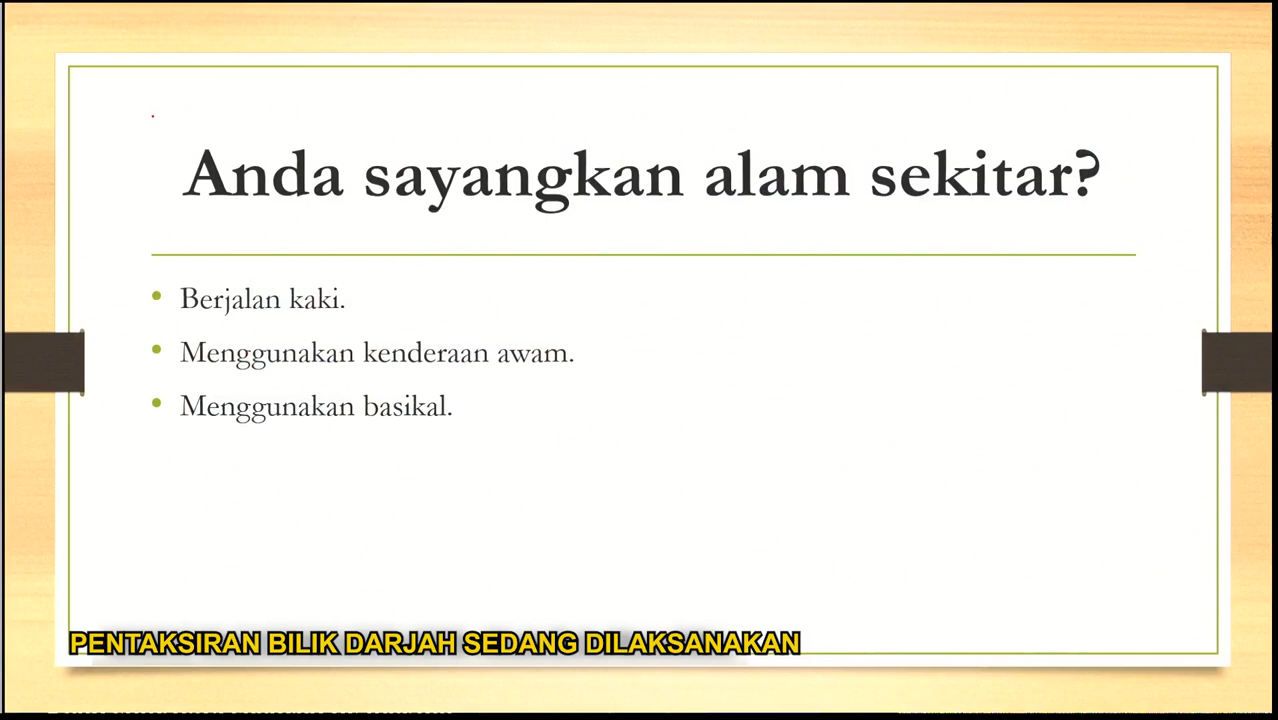 Anda sayangkan alam sekitar?
• Berjalan kaki.
• Menggunakan kenderaan awam.
• Menggunakan basikal.
PENTAKSIRAN BILIK DARJAH SEDANG DILAKSANAKAN